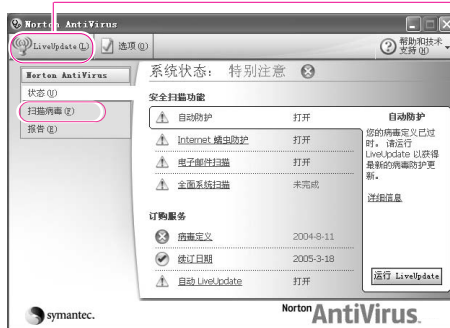 Norton AntiVirus
LiveUpdate(L) 选项(O) 帮助和技术支持(H)
Norton AntiVirus
状态(U)
扫描病毒(F)
报告(E)
系统状态： 特别注意
安全扫描功能
自动防护 打开
Internet 蠕虫防护 打开
电子邮件扫描 打开
全面系统扫描 未完成
订购服务
病毒定义 2004-8-11
续订日期 2005-3-18
自动 LiveUpdate 打开
自动防护
您的病毒定义已过
时。 请运行
LiveUpdate 以获得
最新的病毒防护更
新。
详细信息
运行 LiveUpdate
symantec.
Norton AntiVirus.